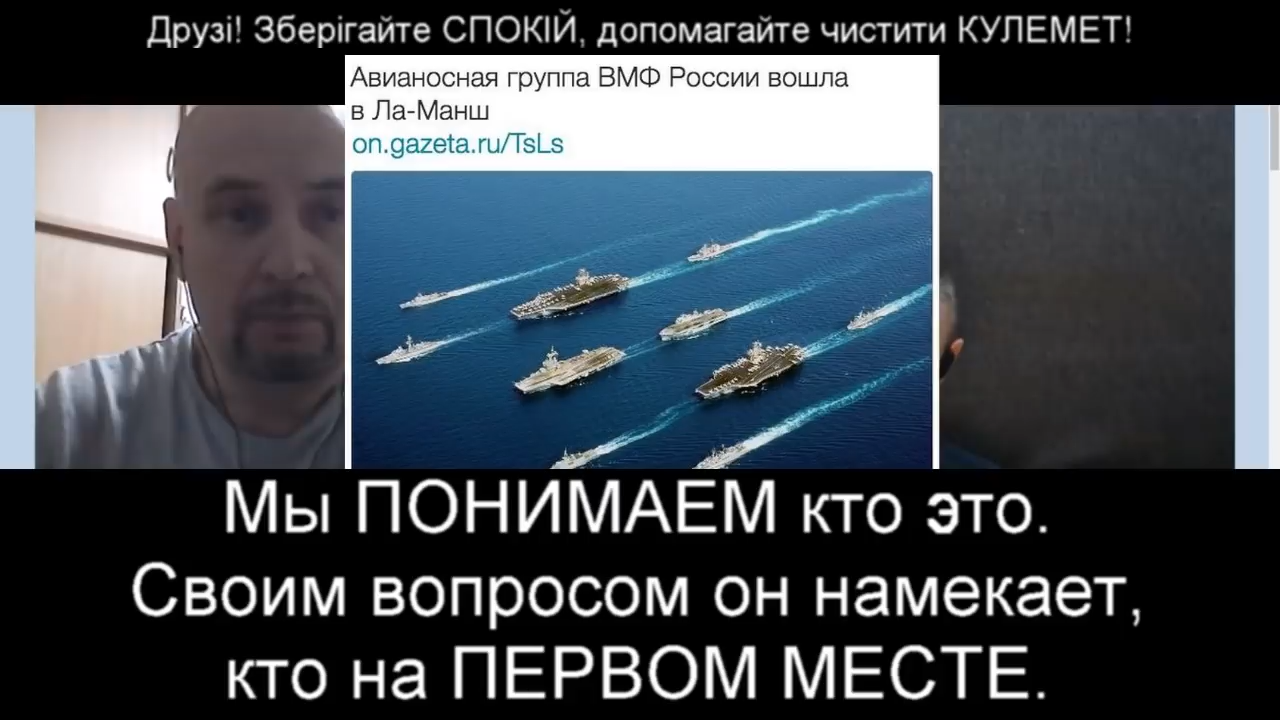 Друзі! Зберігайте СПОКІЙ, допомагайте чистити КУЛЕМЕТ!
Авианосная группа ВМФ России вошла
в Ла-Манш
on.gazeta.ru/TsLs
Мы ПОНИМАЕМ кто это.
Своим вопросом он намекает,
кто на ПЕРВОМ МЕСТЕ.